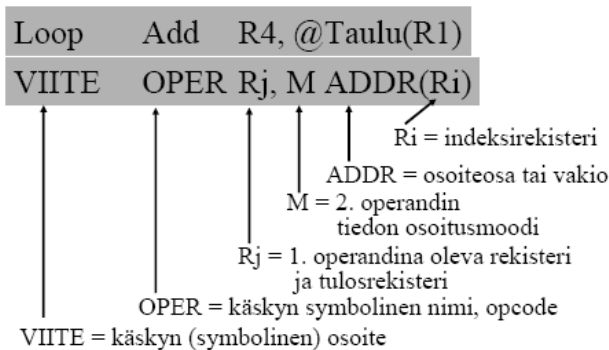 Loop Add R4, @Taulu(R1)
VIITE OPER Rj, M ADDR(Ri)
Ri = indeksirekisteri
ADDR = osoiteosa tai vakio
M = 2. operandin
tiedon osoitusmoodi
Rj = 1. operandina oleva rekisteri
ja tulosrekisteri
OPER = käskyn symbolinen nimi, opcode
VIITE = käskyn (symbolinen) osoite